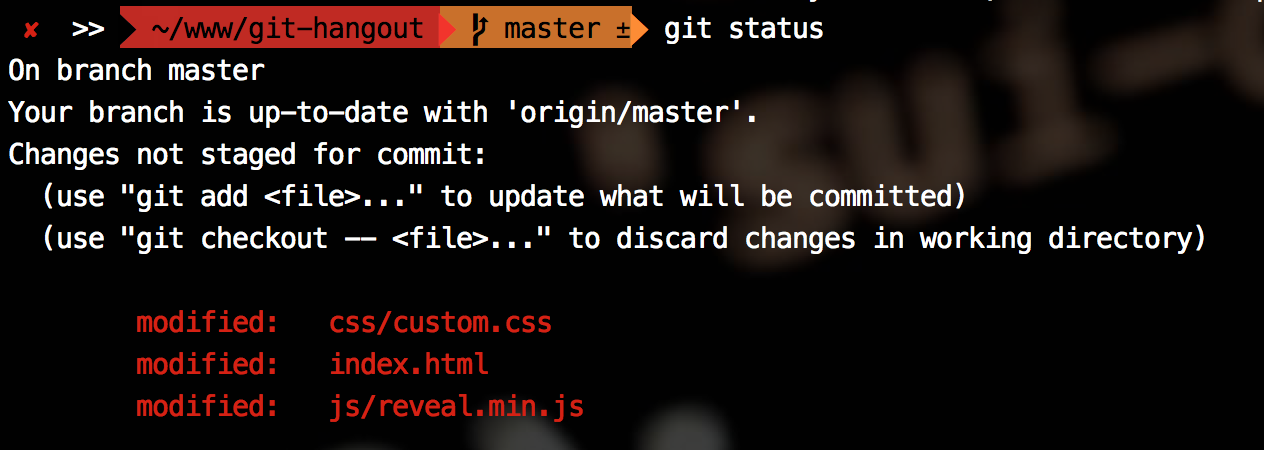 ✘ >> ~/www/git-hangout master ± git status
On branch master
Your branch is up-to-date with 'origin/master'.
Changes not staged for commit:
  (use "git add <file>..." to update what will be committed)
  (use "git checkout -- <file>..." to discard changes in working directory)

        modified:   css/custom.css
        modified:   index.html
        modified:   js/reveal.min.js